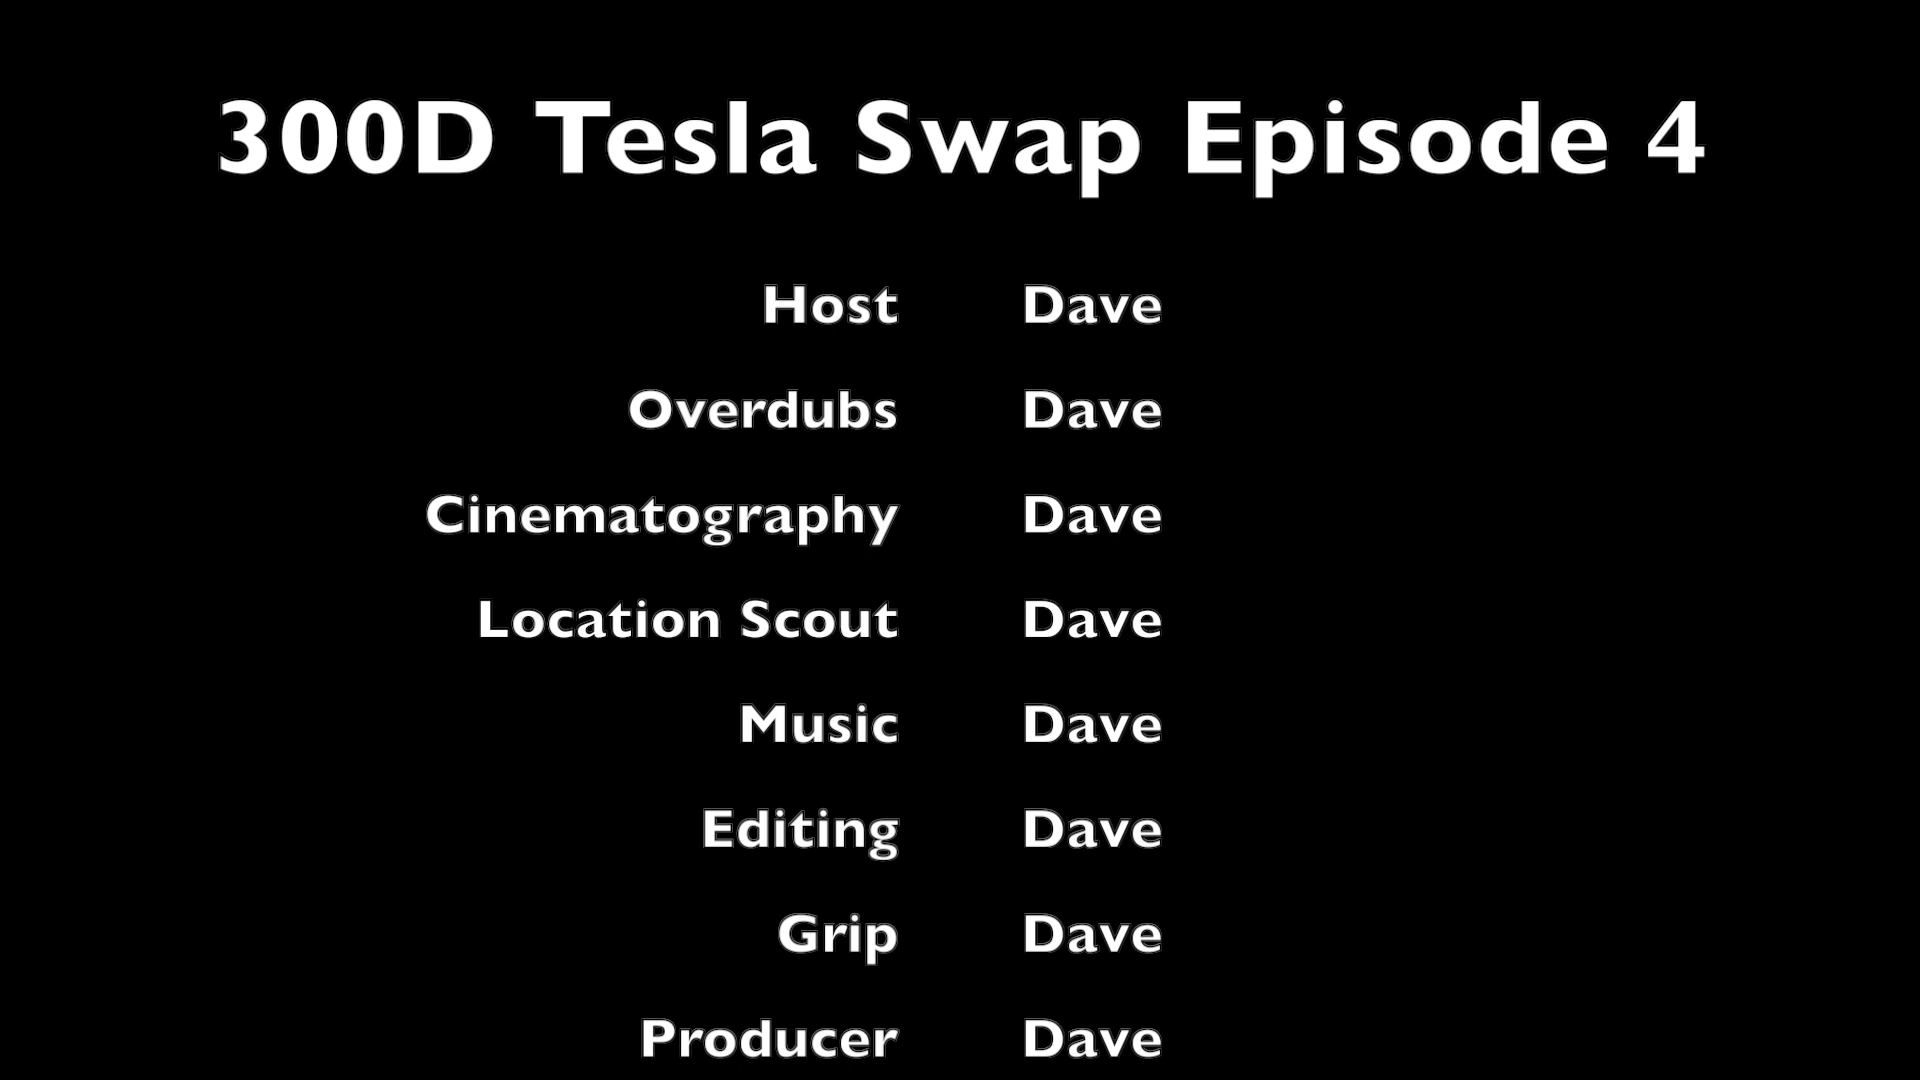 300D Tesla Swap Episode 4
Host Dave
Overdubs Dave
Cinematography Dave
Location Scout Dave
Music Dave
Editing Dave
Grip Dave
Producer Dave